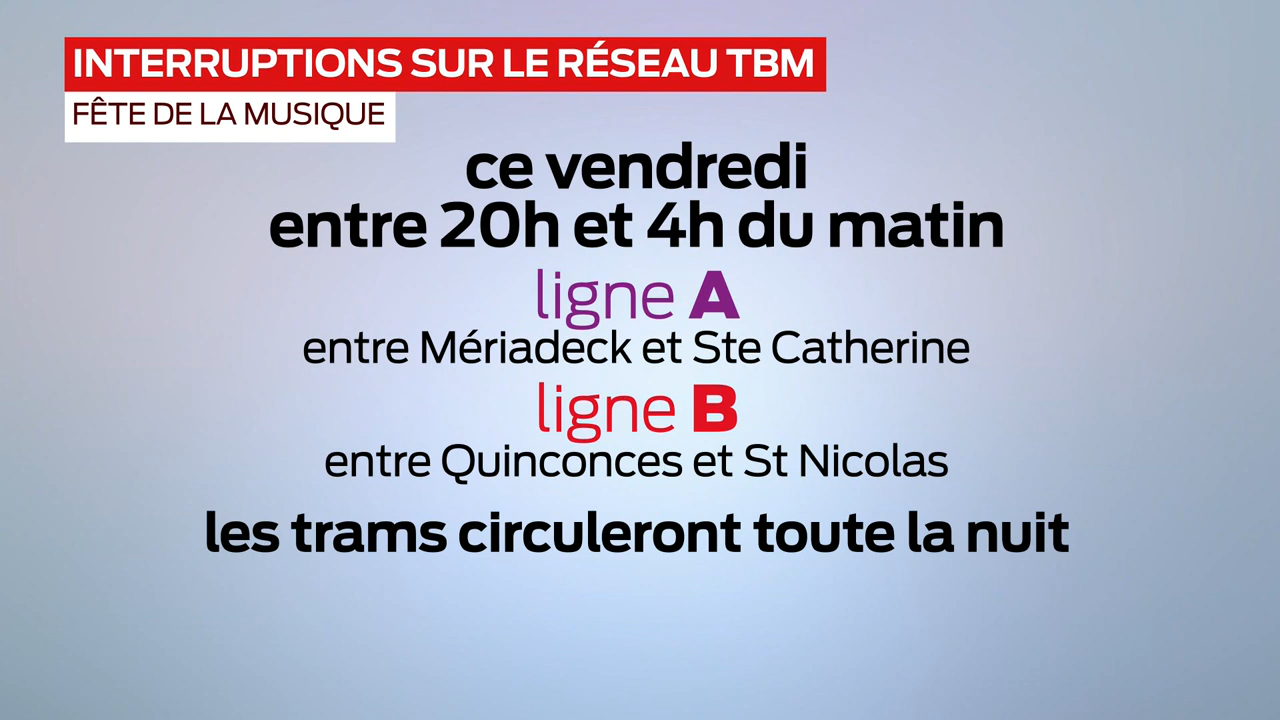 INTERRUPTIONS SUR LE RÉSEAU TBM
FÊTE DE LA MUSIQUE
ce vendredi
entre 20h et 4h du matin
ligne A
entre Mériadeck et Ste Catherine
ligne B
entre Quinconces et St Nicolas
les trams circuleront toute la nuit